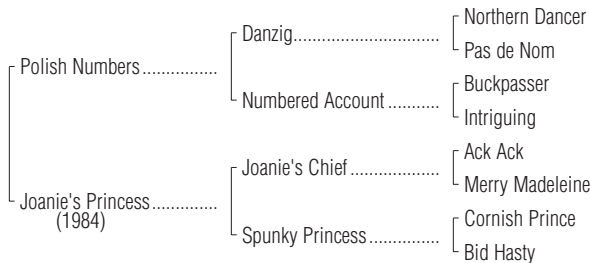 Northern Dancer
Danzig..............................
Pas de Nom
Polish Numbers...............
Buckpasser
Numbered Account...........
Intriguing
Ack Ack
Joanie's Chief...................
Merry Madeleine
Joanie's Princess..............
(1984)
Cornish Prince
Spunky Princess...............
Bid Hasty